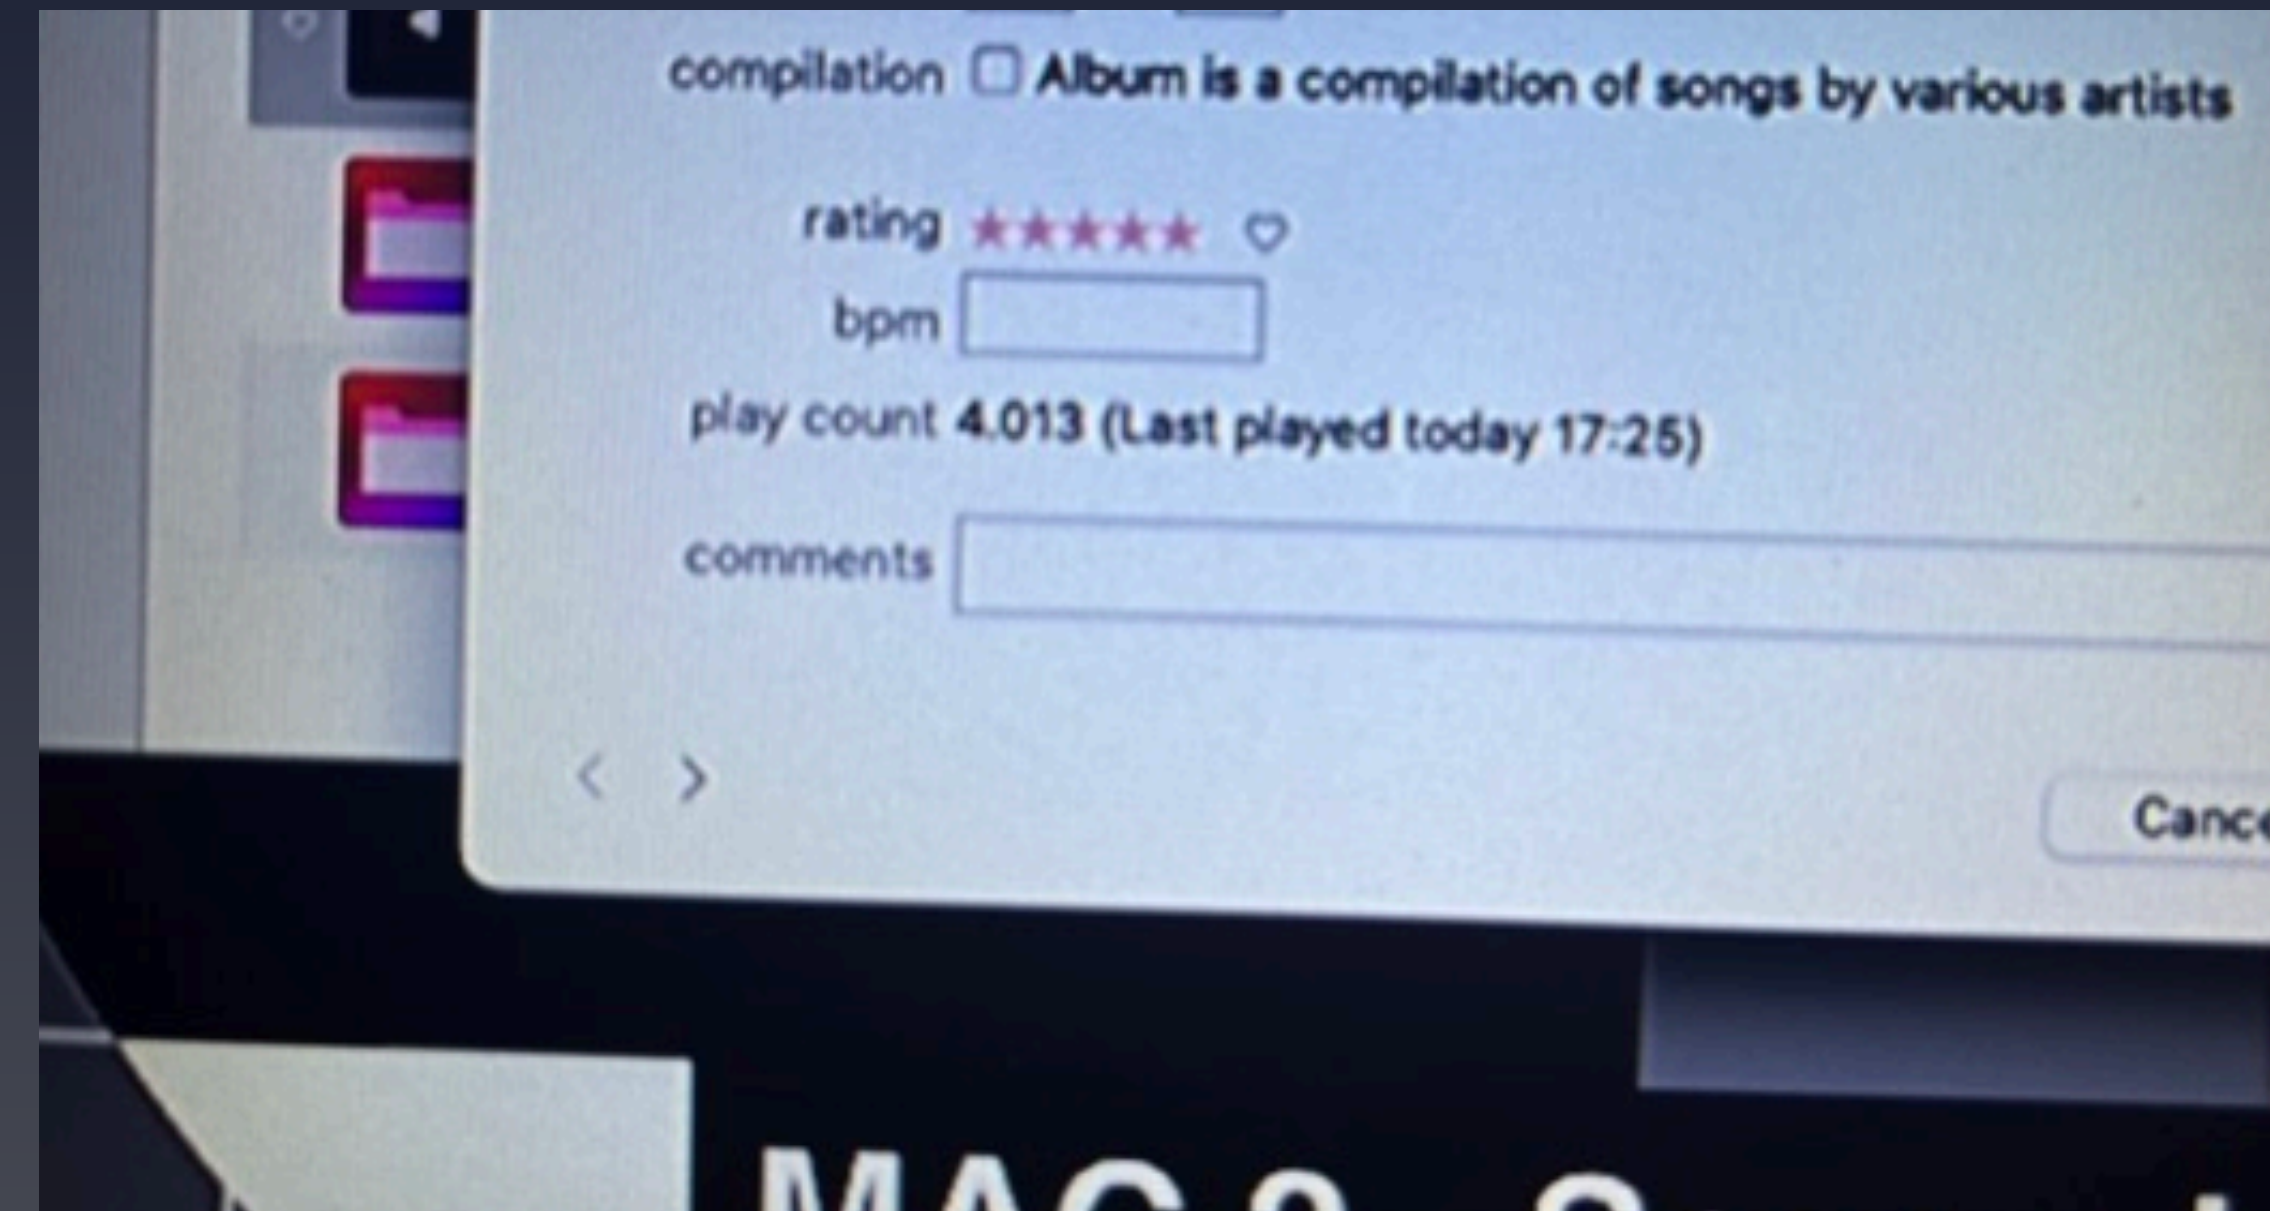 compilation Album is a compilation of songs by various artists
rating
bpm
play count 4.013 (Last played today 17:25)
comments